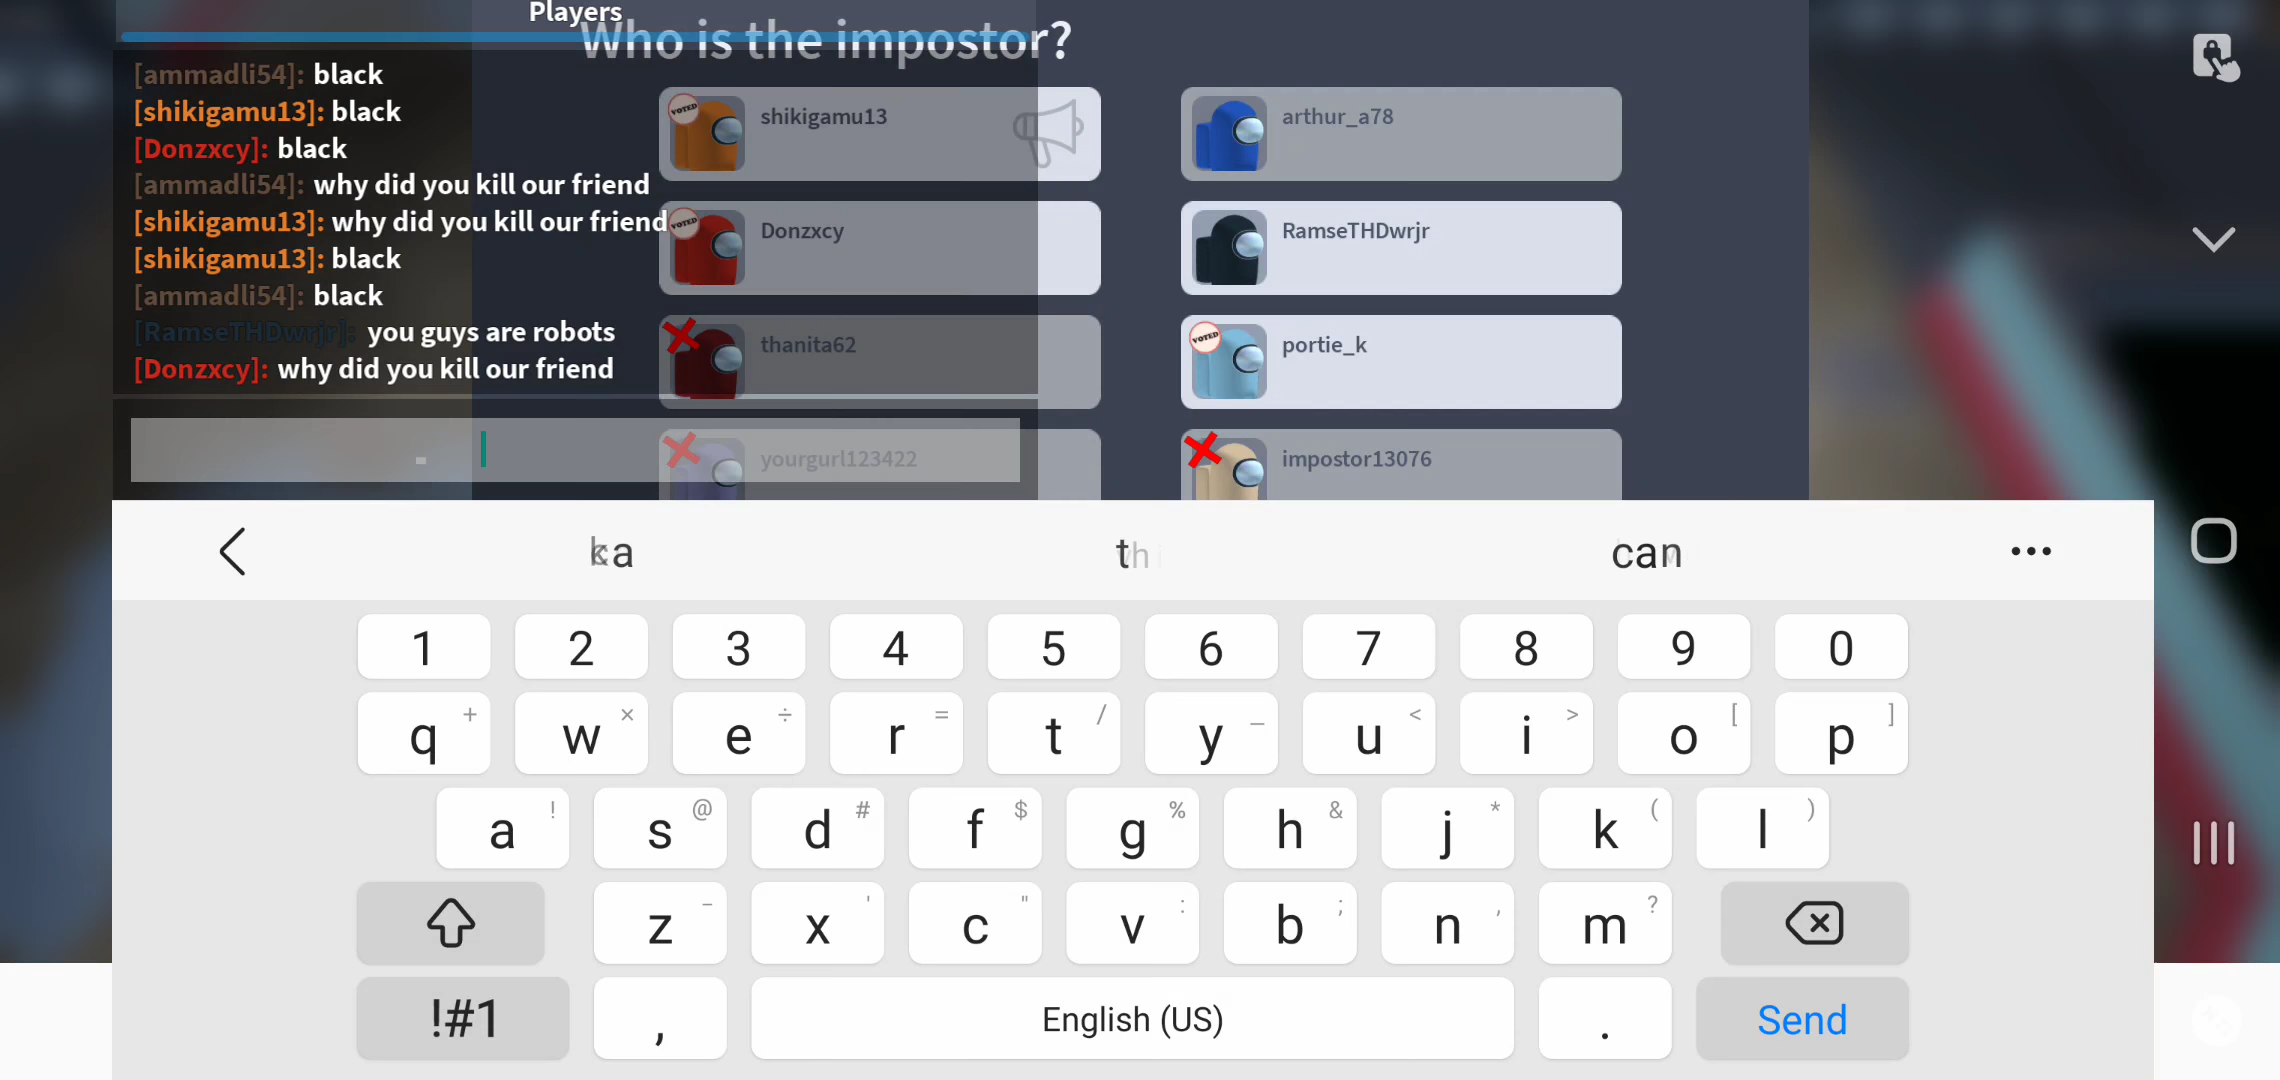 Players
Who is the impostor?
[ammadli54]: black
[shikigamu13]: black
[Donzxcy]: black
[ammadli54]: why did you kill our friend
[shikigamu13]: why did you kill our friend
[shikigamu13]: black
[ammadli54]: black
[RamseTHDwrjr]: you guys are robots
[Donzxcy]: why did you kill our friend
VOTED shikigamu13
arthur_a78
VOTED Donzxcy
RamseTHDwrjr
thanita62
VOTED portie_k
yourgurl123422
impostor13076
can
1 2 3 4 5 6 7 8 9 0
q + w × e ÷ r = t / y _ u < i > o [ p ]
a ! s @ d # f $ g % h & j * k ( l )
z - x ' c " v : b ; n , m ?
!#1 , English (US) . Send